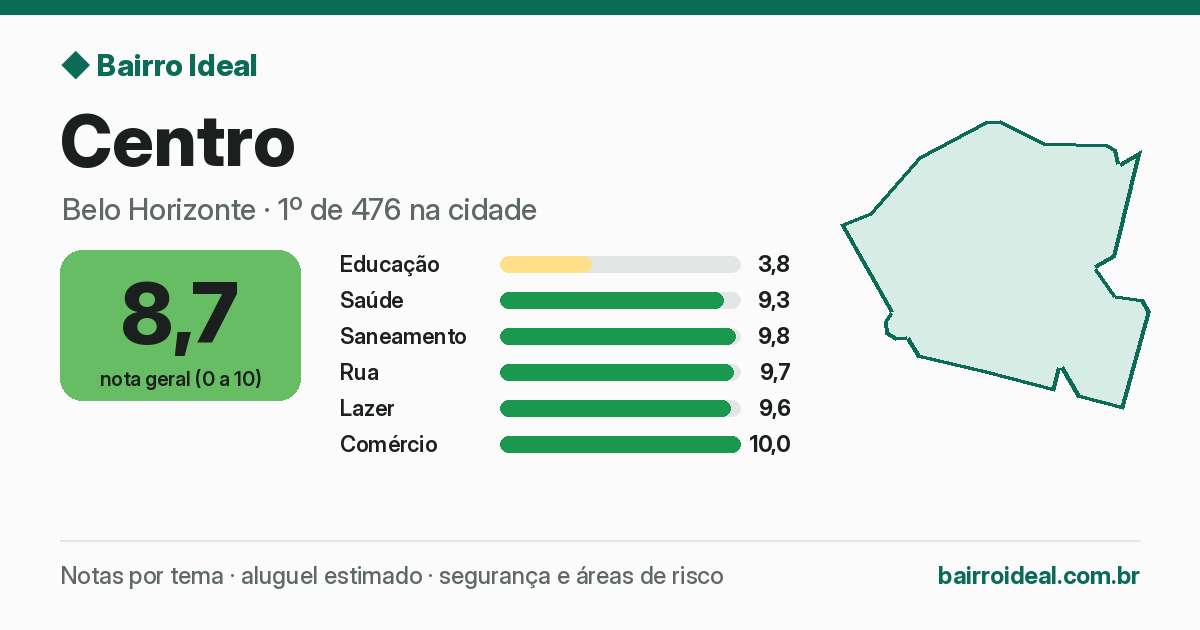 Bairro Ideal
Centro
Belo Horizonte · 1º de 476 na cidade
8,7
nota geral (0 a 10)
Educação 3,8
Saúde 9,3
Saneamento 9,8
Rua 9,7
Lazer 9,6
Comércio 10,0
Notas por tema · aluguel estimado · segurança e áreas de risco
bairroideal.com.br